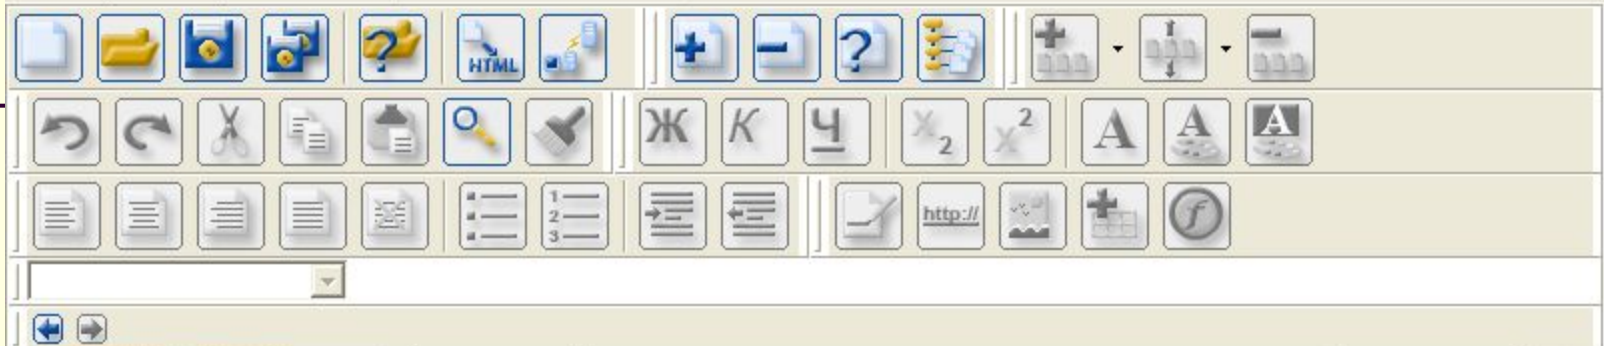 ? HTML ?
Ж К Ч X₂ X² A A A
1 2 3 http:// f